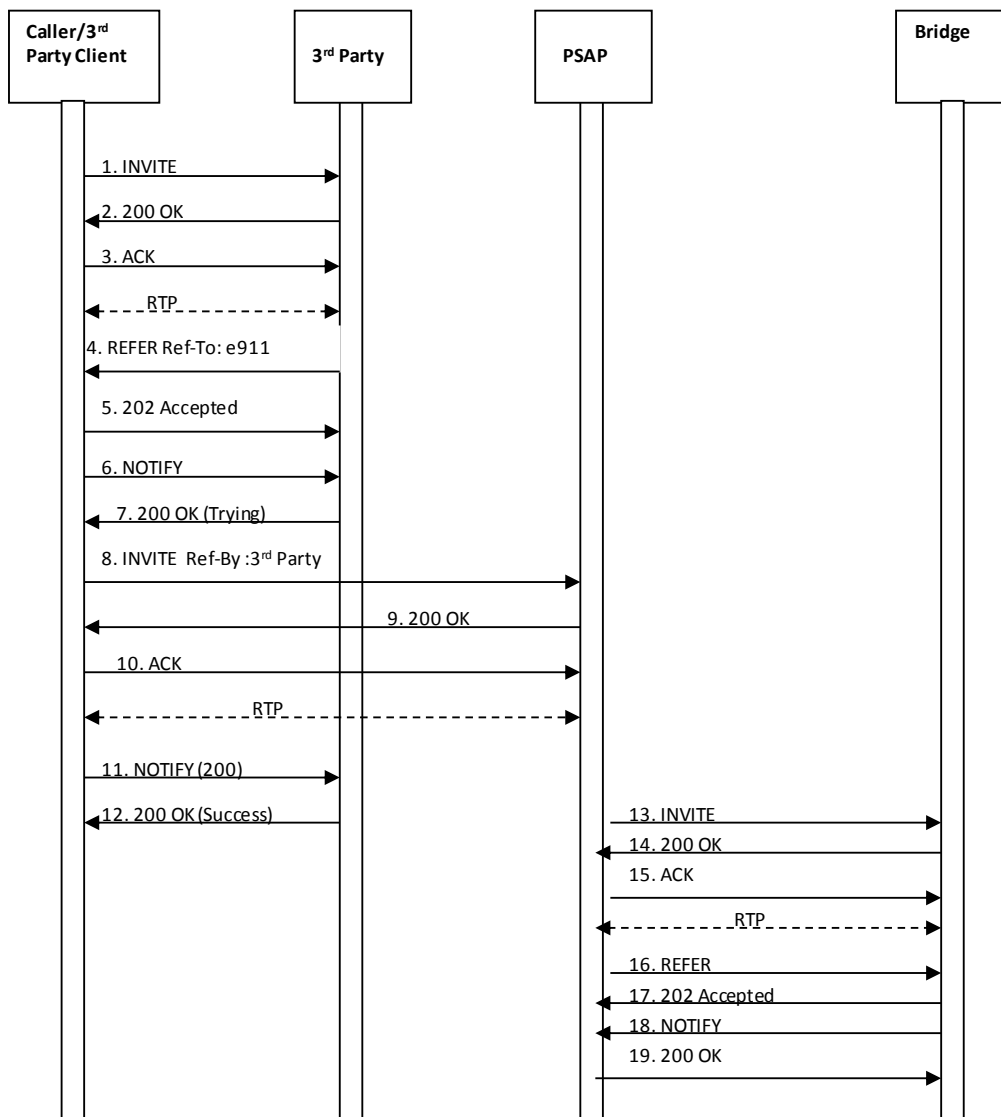 Caller/3rd
Party Client
3rd Party
PSAP
Bridge
1. INVITE
2. 200 OK
3. ACK
RTP
4. REFER Ref-To: e911
5. 202 Accepted
6. NOTIFY
7. 200 OK (Trying)
8. INVITE Ref-By :3rd Party
9. 200 OK
10. ACK
RTP
11. NOTIFY (200)
12. 200 OK (Success)
13. INVITE
14. 200 OK
15. ACK
RTP
16. REFER
17. 202 Accepted
18. NOTIFY
19. 200 OK